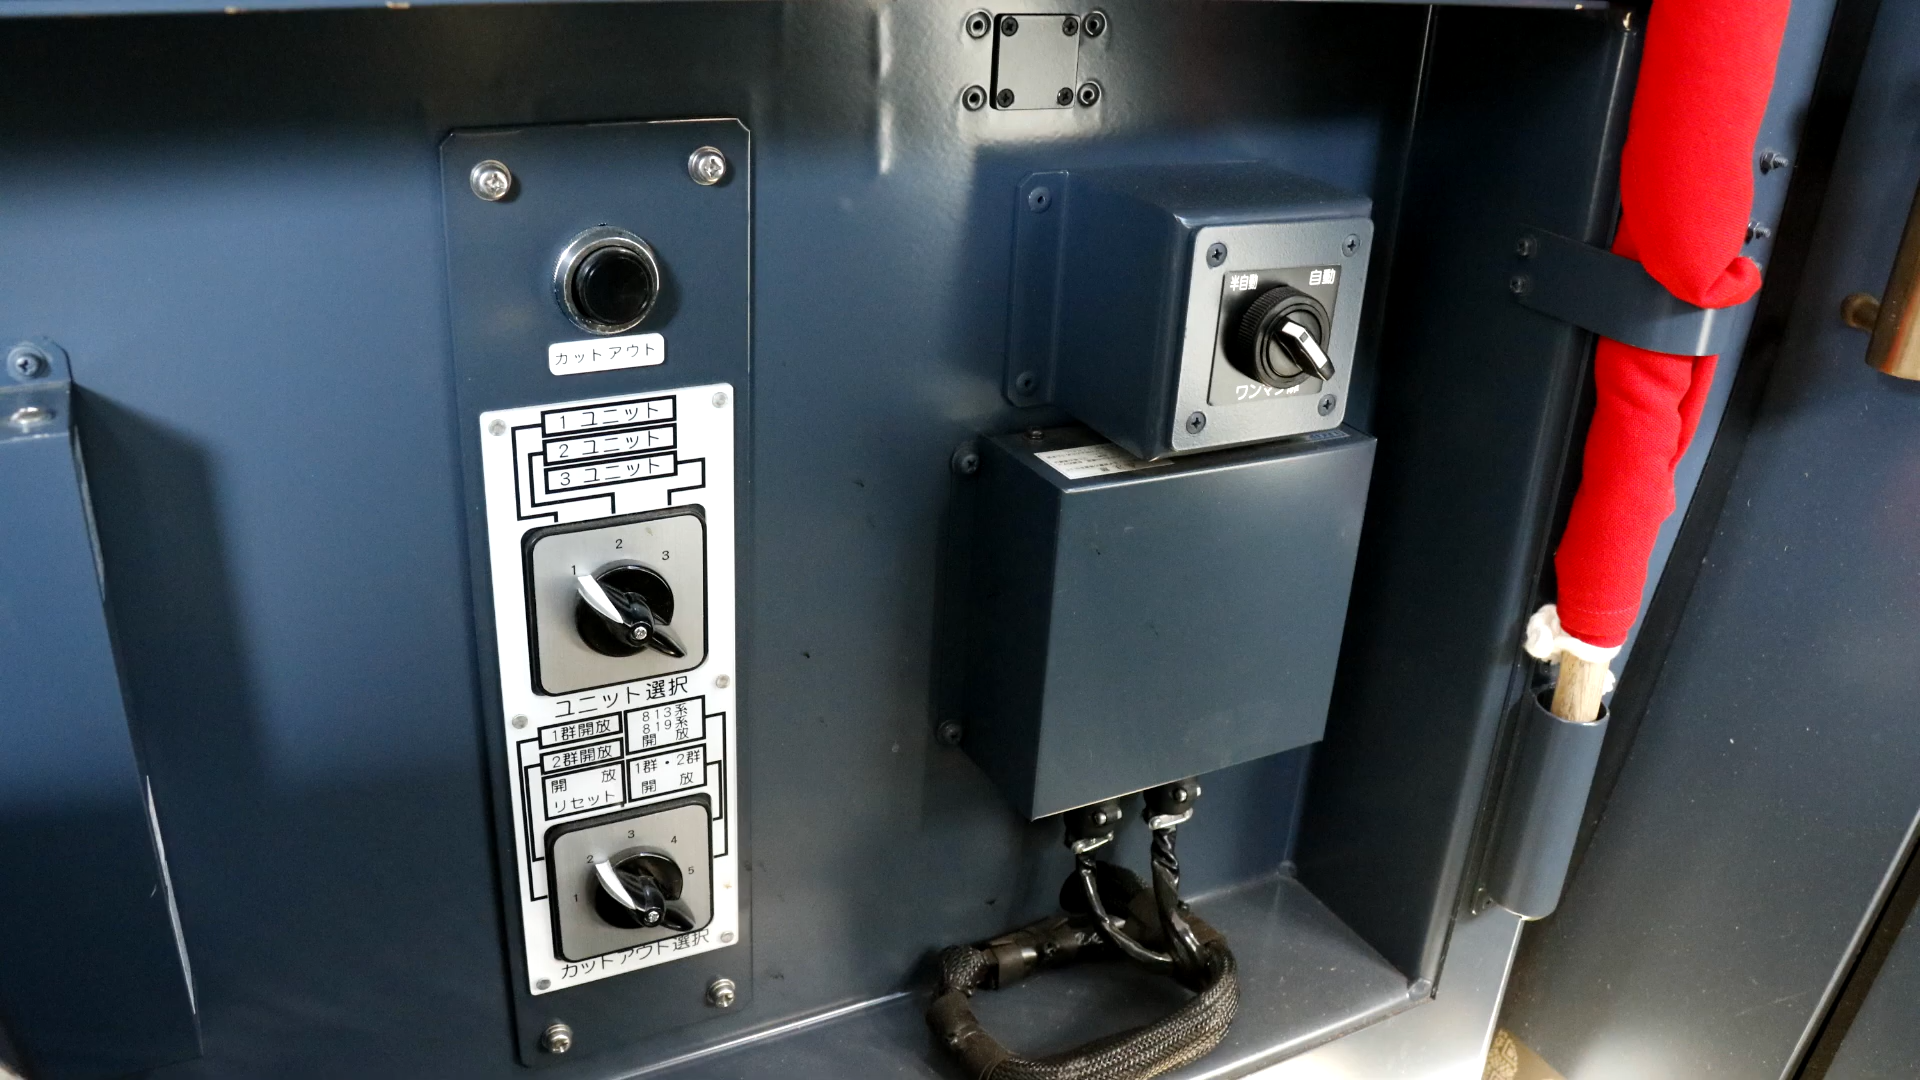 カットアウト
1 ユニット
2 ユニット
3 ユニット
1
2
3
ユニット選択
1群開放
813系
819系
開 放
2群開放
開 放
リセット
1群・2群
開 放
1
2
3
4
5
カットアウト選択
半自動
自動
ワンマン